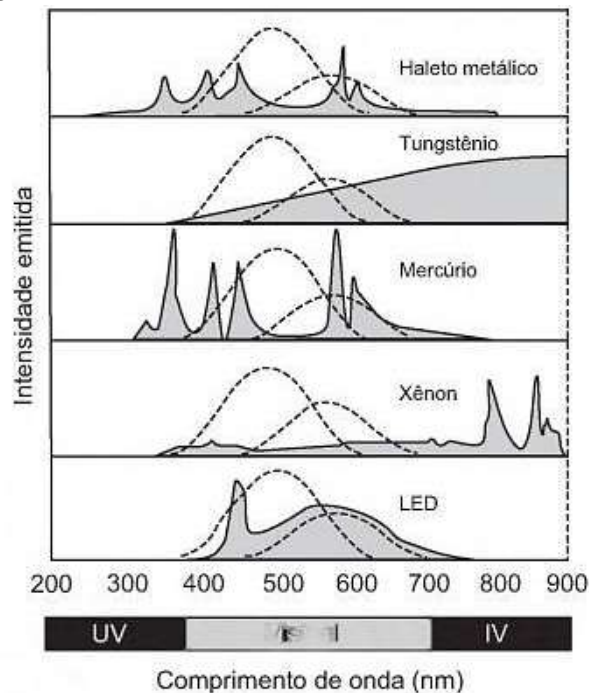 Haleto metálico
Tungstênio
Mercúrio
Xênon
LED
Intensidade emitida
200 300 400 500 600 700 800 900
UV IV
Comprimento de onda (nm)